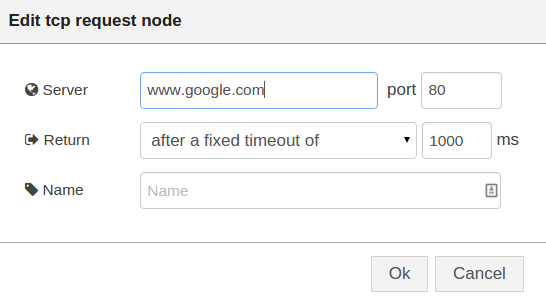 Edit tcp request node
Server www.google.com port 80
Return after a fixed timeout of 1000 ms
Name Name
Ok Cancel